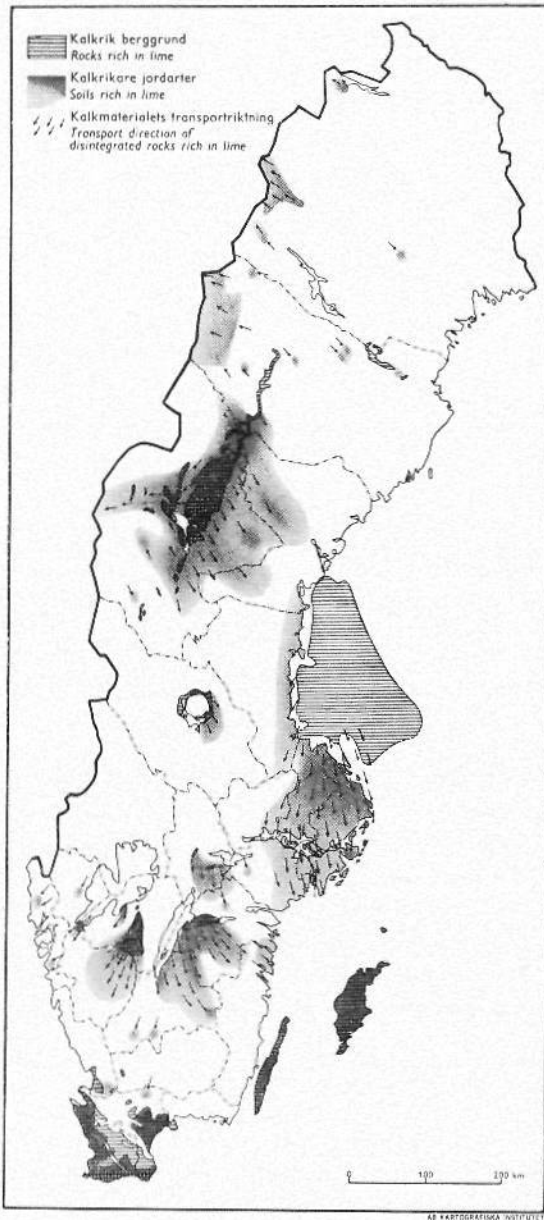 Kalkrik berggrund
Rocks rich in lime
Kalkrikare jordarter
Soils rich in lime
Kalkmaterialets transportriktning
Transport direction of
disintegrated rocks rich in lime
0 100 200 km
AB KARTOGRAFISKA INSTITUTET